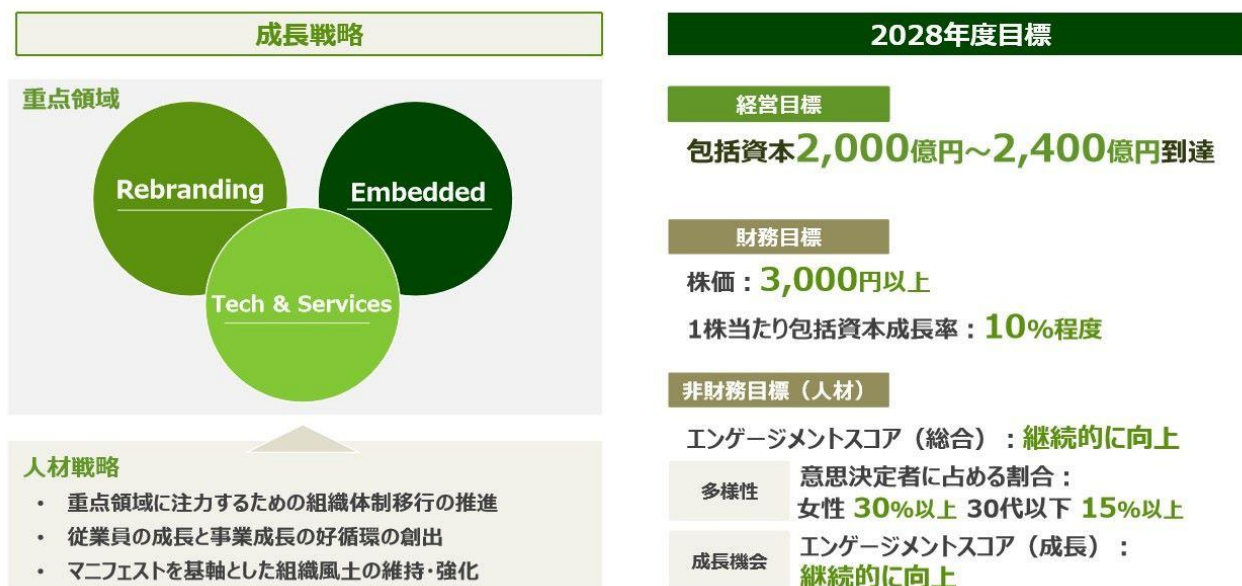 成長戦略
重点領域
Rebranding
Embedded
Tech & Services
人材戦略
• 重点領域に注力するための組織体制移行の推進
• 従業員の成長と事業成長の好循環の創出
• マニフェストを基軸とした組織風土の維持・強化
2028年度目標
経営目標
包括資本2,000億円～2,400億円到達
財務目標
株価：3,000円以上
1株当たり包括資本成長率：10%程度
非財務目標（人材）
エンゲージメントスコア（総合）：継続的に向上
多様性
意思決定者に占める割合：
女性 30%以上 30代以下 15%以上
成長機会
エンゲージメントスコア（成長）：
継続的に向上